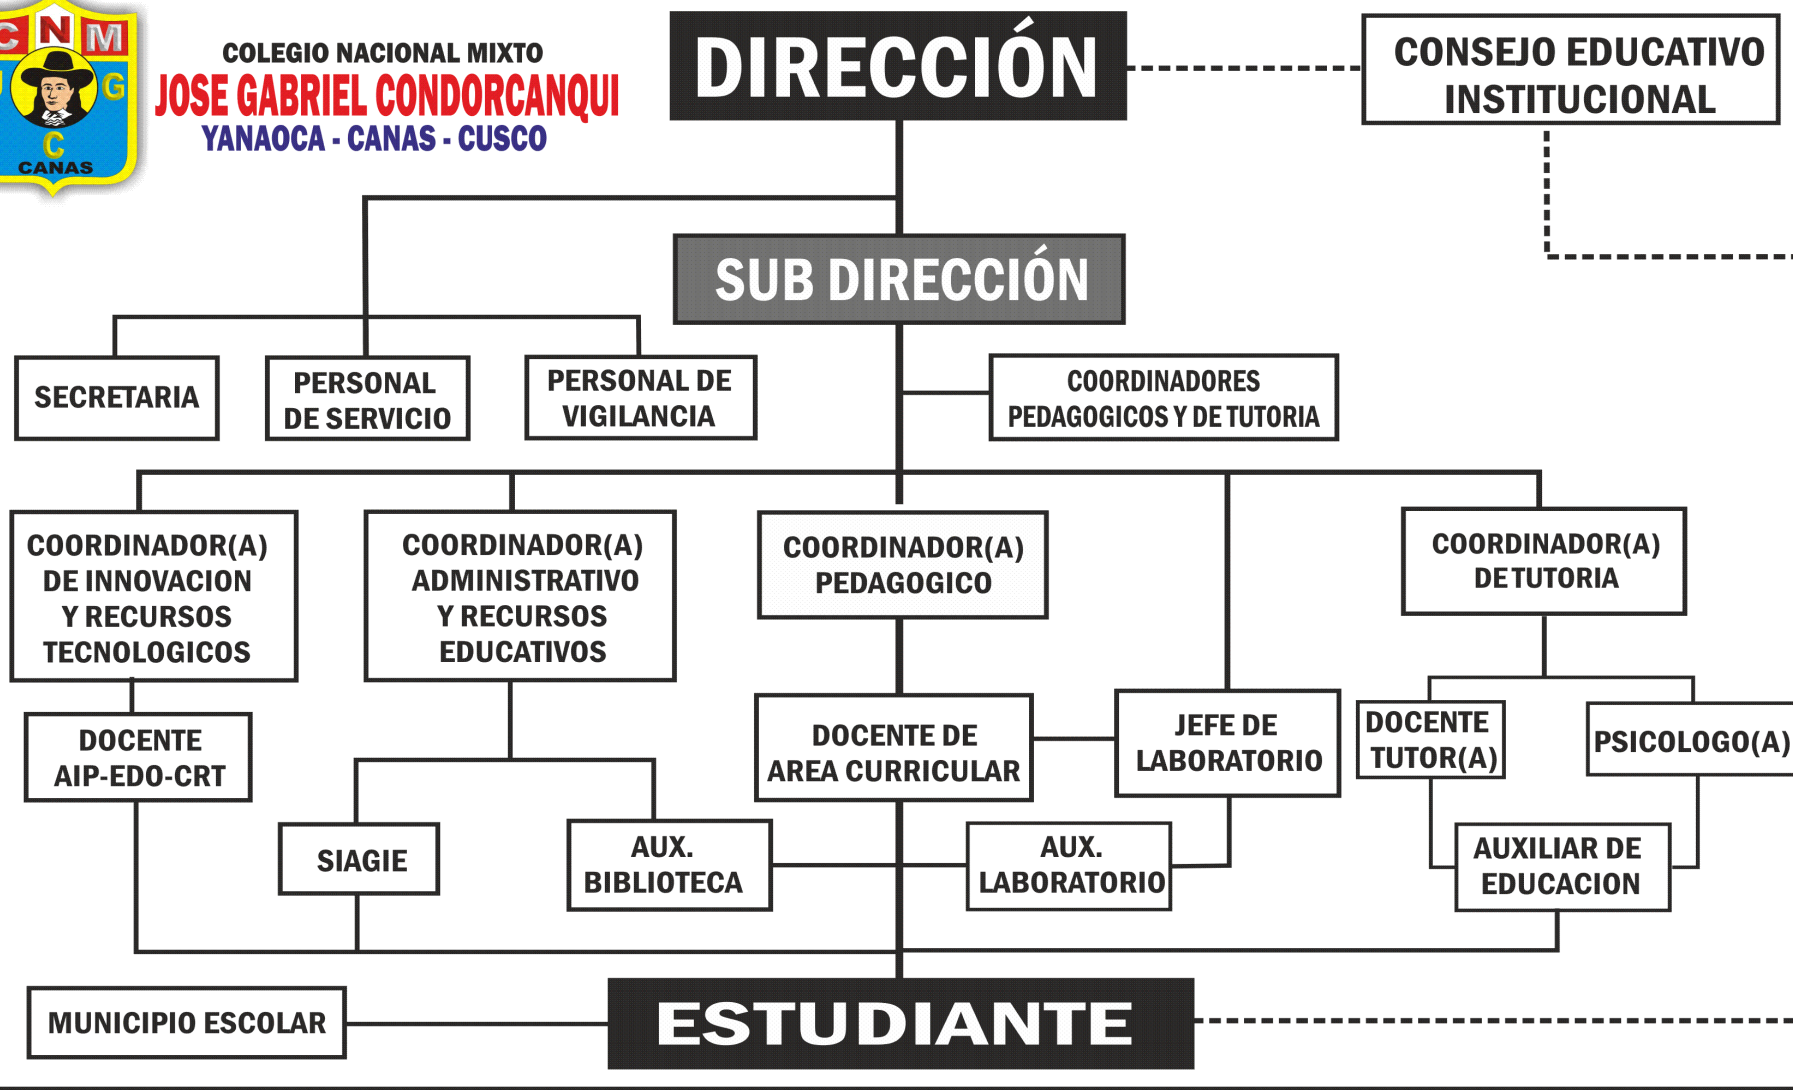 CNM
G
C
CANAS
COLEGIO NACIONAL MIXTO
JOSE GABRIEL CONDORCANQUI
YANAOCA - CANAS - CUSCO
DIRECCIÓN
CONSEJO EDUCATIVO
INSTITUCIONAL
SUB DIRECCIÓN
SECRETARIA
PERSONAL
DE SERVICIO
PERSONAL DE
VIGILANCIA
COORDINADORES
PEDAGOGICOS Y DE TUTORIA
COORDINADOR(A)
DE INNOVACION
Y RECURSOS
TECNOLOGICOS
COORDINADOR(A)
ADMINISTRATIVO
Y RECURSOS
EDUCATIVOS
COORDINADOR(A)
PEDAGOGICO
COORDINADOR(A)
DE TUTORIA
DOCENTE
AIP-EDO-CRT
DOCENTE DE
AREA CURRICULAR
JEFE DE
LABORATORIO
DOCENTE
TUTOR(A)
PSICOLOGO(A)
SIAGIE
AUX.
BIBLIOTECA
AUX.
LABORATORIO
AUXILIAR DE
EDUCACION
MUNICIPIO ESCOLAR
ESTUDIANTE